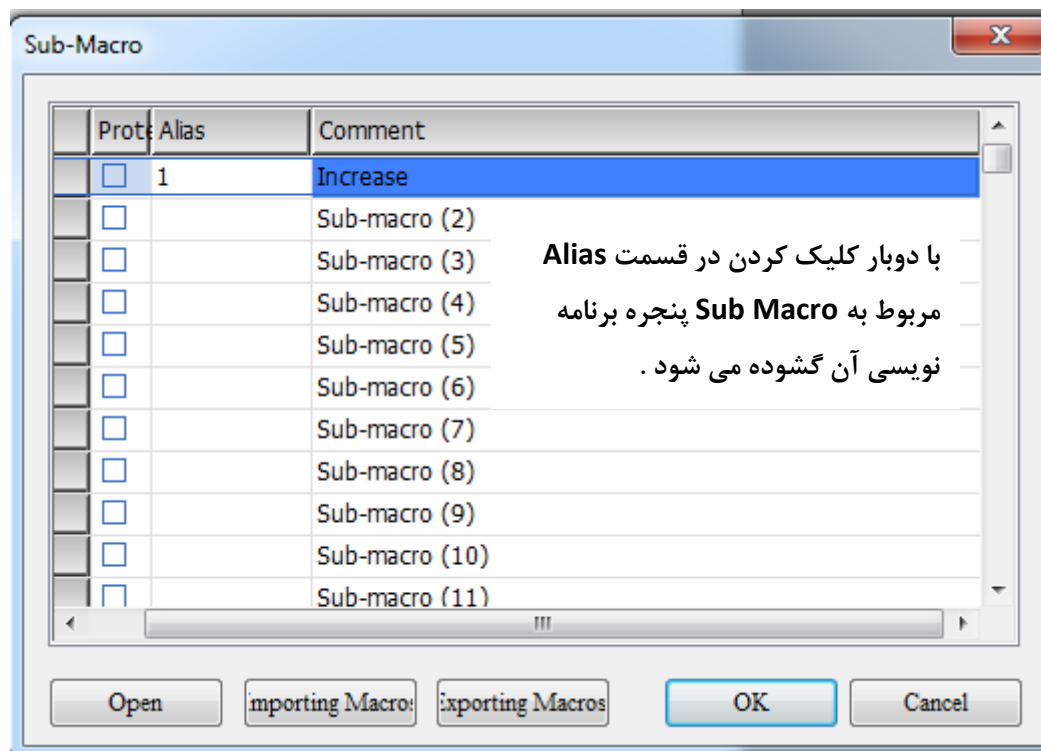 Sub-Macro
Prote Alias Comment
1 Increase
Sub-macro (2)
Sub-macro (3)
Sub-macro (4)
Sub-macro (5)
Sub-macro (6)
Sub-macro (7)
Sub-macro (8)
Sub-macro (9)
Sub-macro (10)
Sub-macro (11)
با دوبار کلیک کردن در قسمت Alias
مربوط به Sub Macro پنجره برنامه
نویسی آن گشوده می شود .
Open mporting Macro: xporting Macros OK Cancel